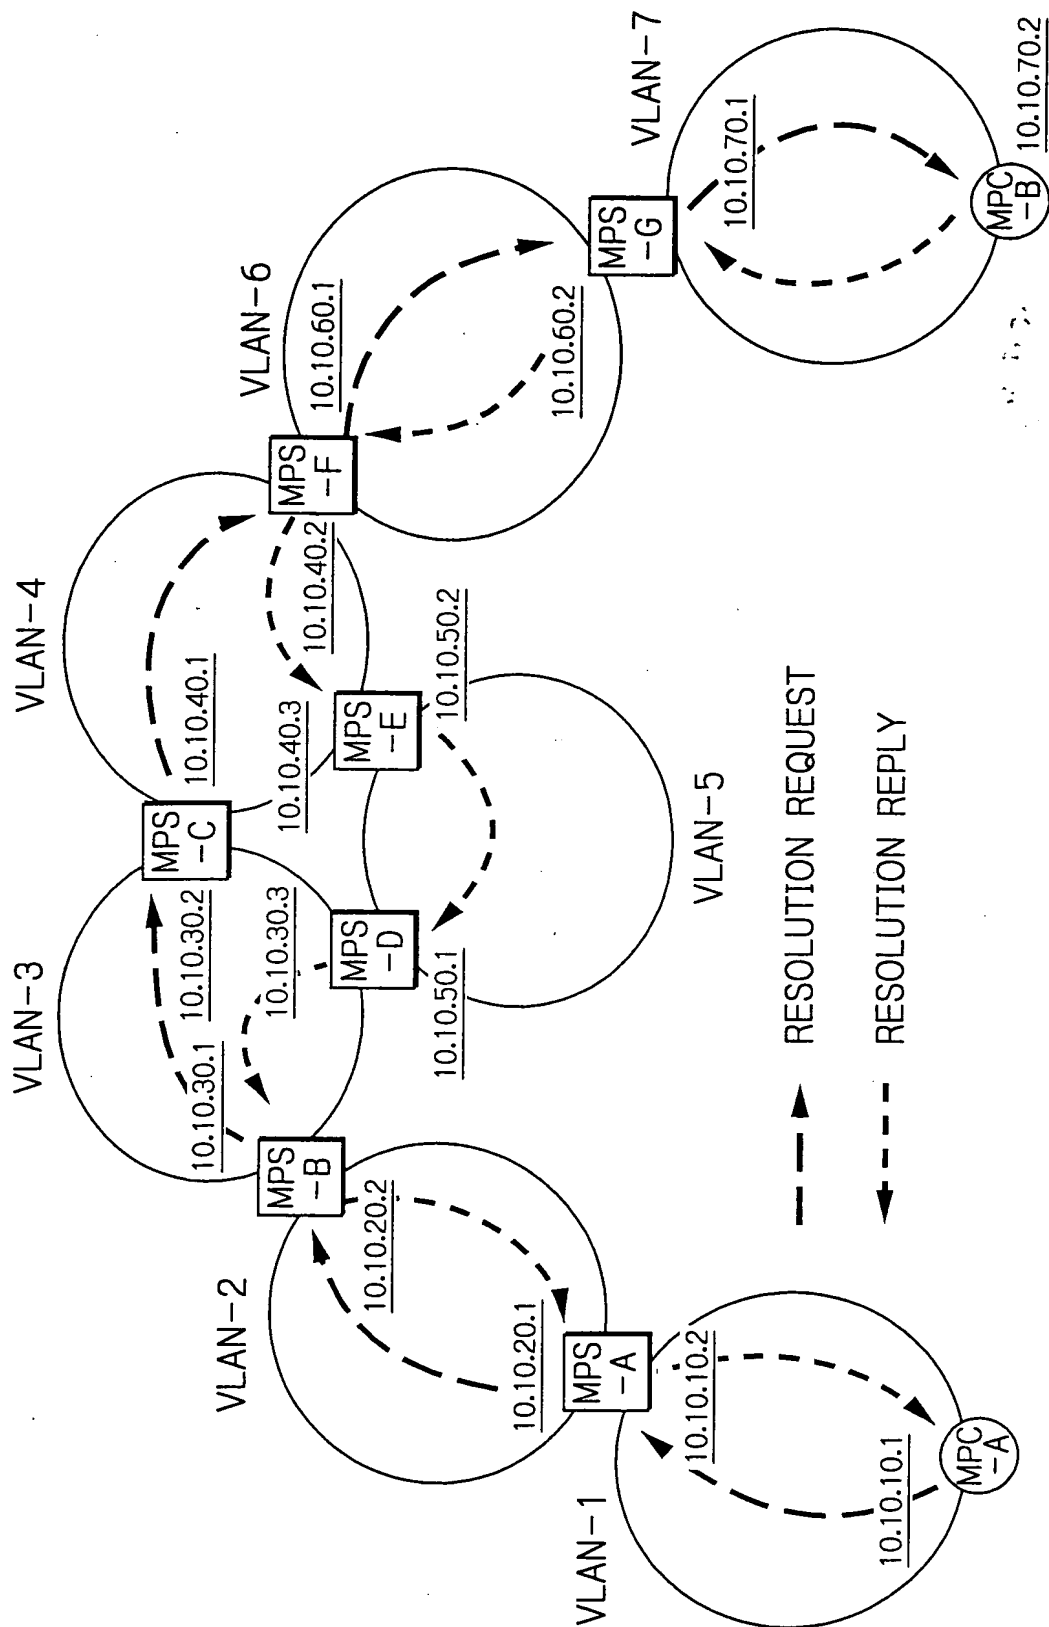 VLAN-1
VLAN-2
VLAN-3
VLAN-4
VLAN-5
VLAN-6
VLAN-7
MPC
-A
10.10.10.1
10.10.10.2
MPS
-A
10.10.20.1
10.10.20.2
MPS
-B
10.10.30.1
10.10.30.2
10.10.30.3
MPS
-C
MPS
-D
10.10.40.1
10.10.40.3
10.10.40.2
10.10.50.1
10.10.50.2
MPS
-E
MPS
-F
10.10.60.1
10.10.60.2
MPS
-G
10.10.70.1
MPC
-B
10.10.70.2
RESOLUTION REQUEST
RESOLUTION REPLY